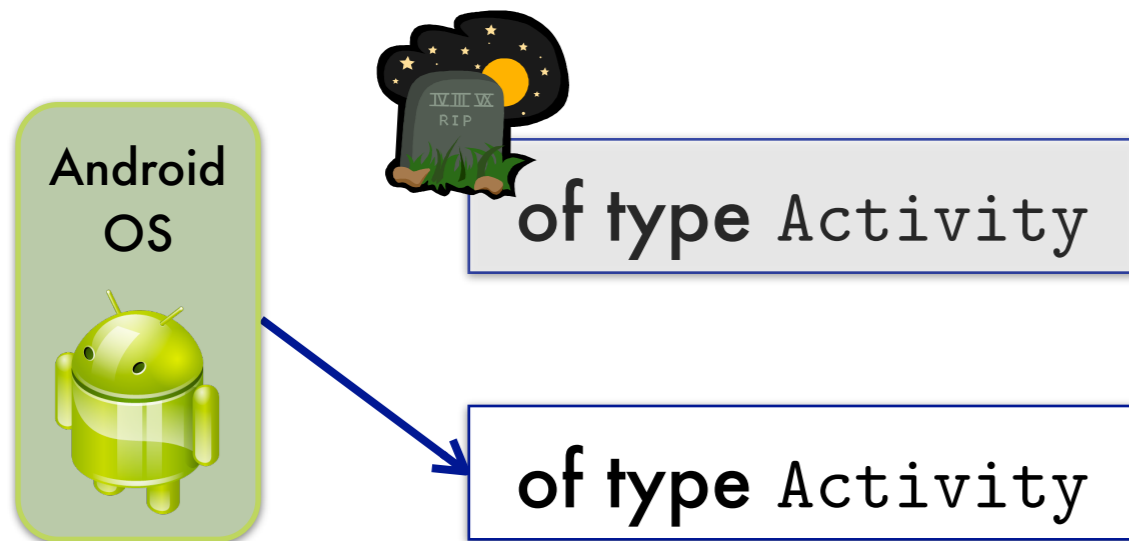 IV III VX
RIP
Android
OS
of type Activity
of type Activity